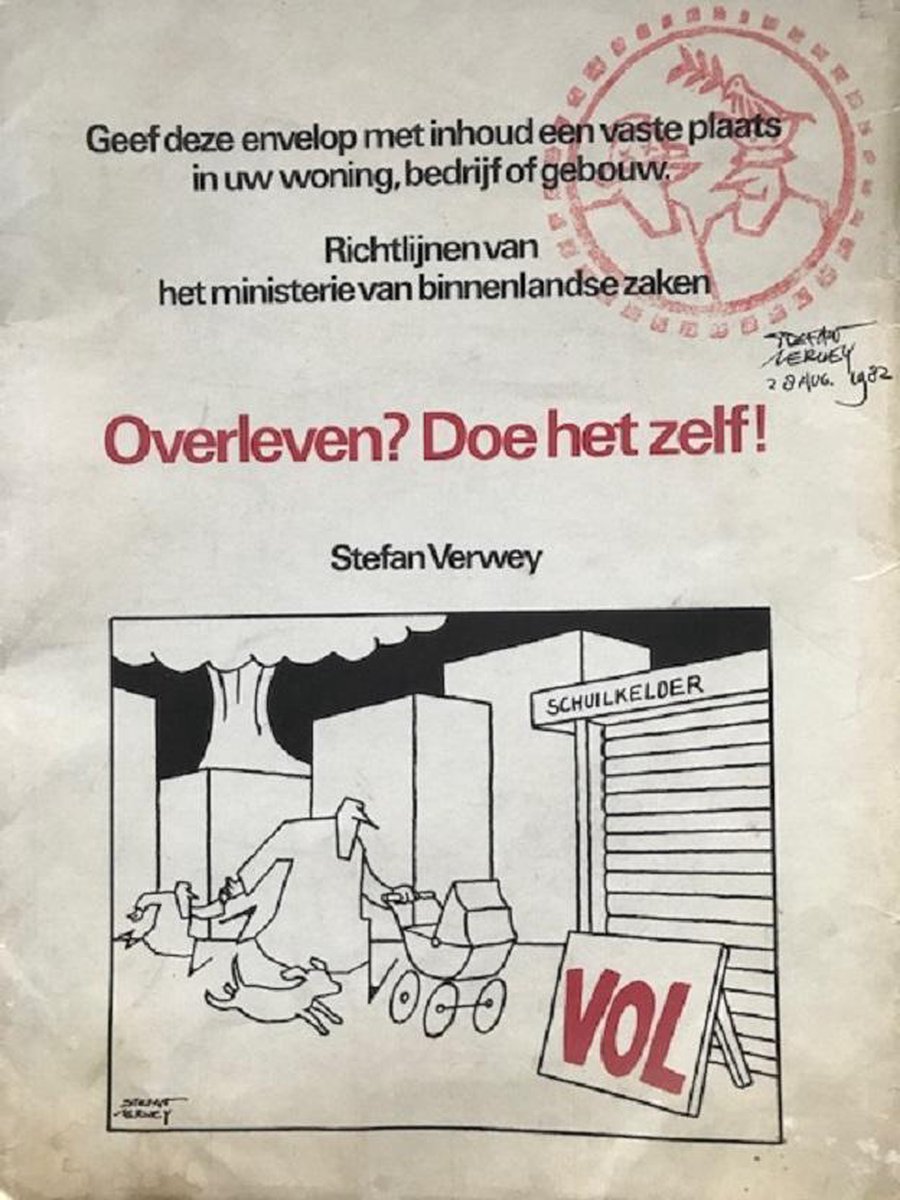 Geef deze envelop met inhoud een vaste plaats
in uw woning, bedrijf of gebouw.
Richtlijnen van
het ministerie van binnenlandse zaken
STEFAN
VERWEY
28 AUG. 1982
Overleven? Doe het zelf!
Stefan Verwey
SCHUILKELDER
VOL
STEFAN
VERWEY